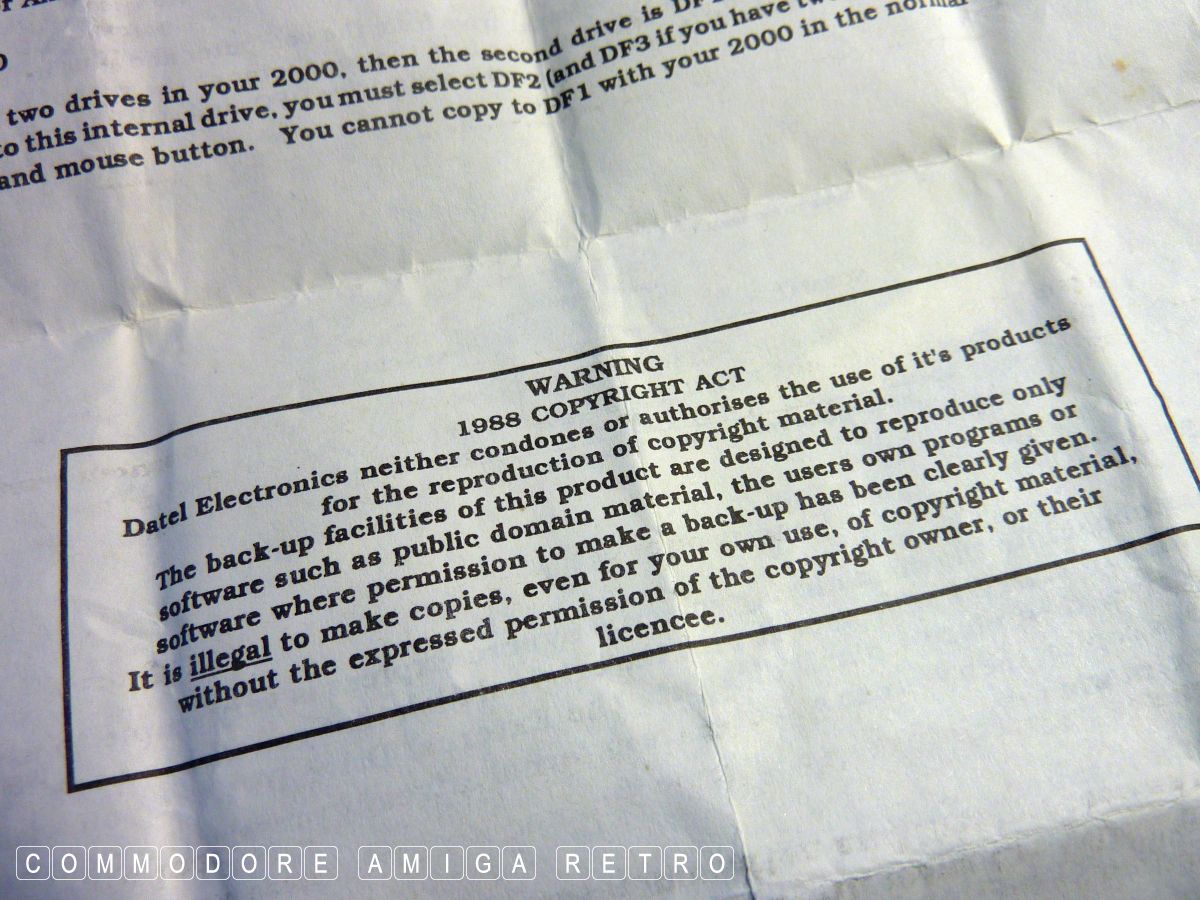 two drives in your 2000, then the second drive is
to this internal drive, you must select DF2 (and DF3 if you have
and mouse button. You cannot copy to DF1 with your 2000 in the normal
WARNING
1988 COPYRIGHT ACT
Datel Electronics neither condones or authorises the use of it's products
for the reproduction of copyright material.
The back-up facilities of this product are designed to reproduce only
software such as public domain material, the users own programs or
software where permission to make a back-up has been clearly given.
It is illegal to make copies, even for your own use, of copyright material,
without the expressed permission of the copyright owner, or their
licencee.
COMMODORE AMIGA RETRO